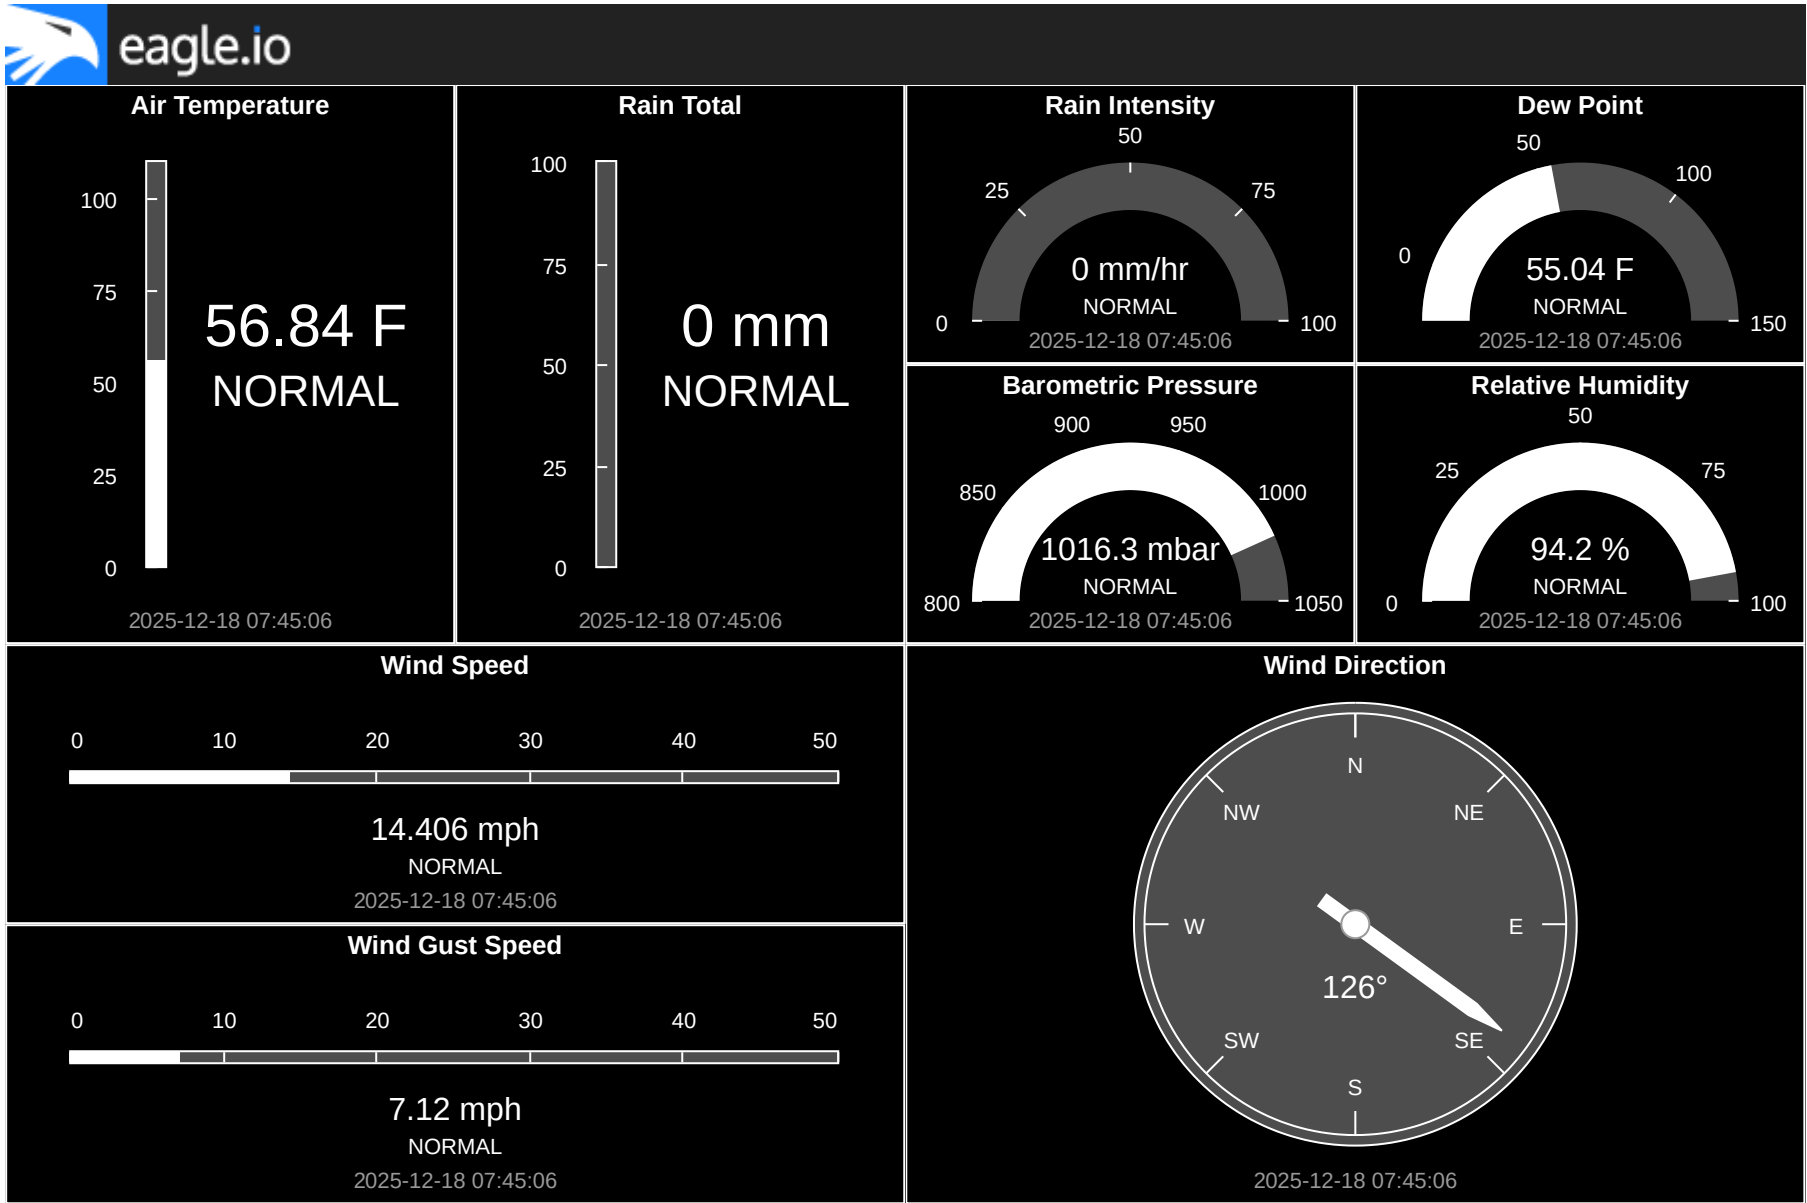 eagle.io
Air Temperature
100
75
50
25
0
56.84 F
NORMAL
2025-12-18 07:45:06
Rain Total
100
75
50
25
0
0 mm
NORMAL
2025-12-18 07:45:06
Rain Intensity
50
25
75
0
100
0 mm/hr
NORMAL
2025-12-18 07:45:06
Dew Point
50
100
0
150
55.04 F
NORMAL
2025-12-18 07:45:06
Barometric Pressure
900
950
850
1000
800
1050
1016.3 mbar
NORMAL
2025-12-18 07:45:06
Relative Humidity
50
25
75
0
100
94.2 %
NORMAL
2025-12-18 07:45:06
Wind Speed
0 10 20 30 40 50
14.406 mph
NORMAL
2025-12-18 07:45:06
Wind Gust Speed
0 10 20 30 40 50
7.12 mph
NORMAL
2025-12-18 07:45:06
Wind Direction
N
NW
NE
W
E
126°
SW
SE
S
2025-12-18 07:45:06